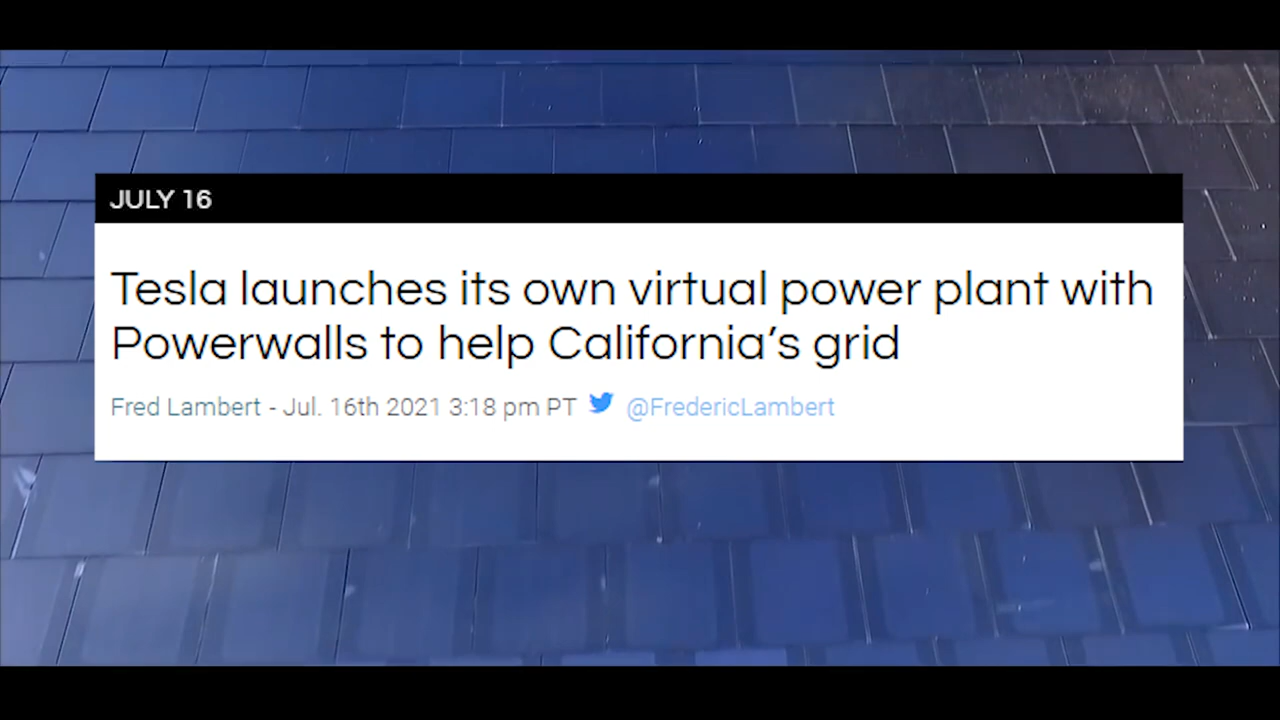 JULY 16
Tesla launches its own virtual power plant with
Powerwalls to help California’s grid
Fred Lambert - Jul. 16th 2021 3:18 pm PT @FredericLambert